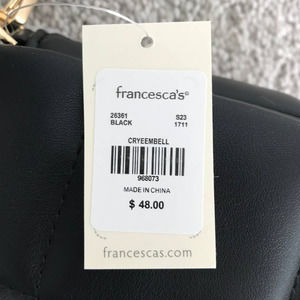 francesca's®
26361 S23
BLACK 1711
CRYEEMBELL
968073
MADE IN CHINA
$ 48.00
francescas.com